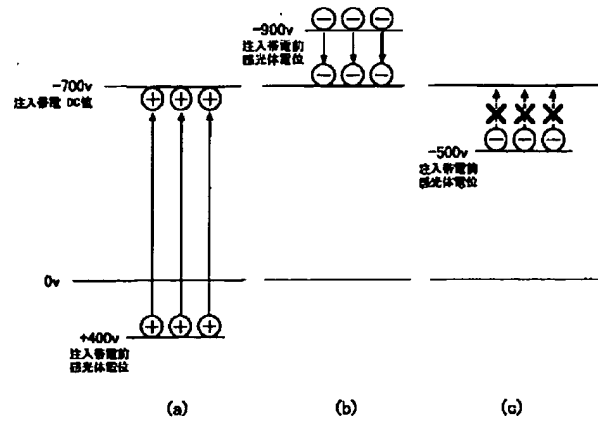 -900v
注入帯電前
感光体電位
-700v
注入帯電 DC値
-500v
注入帯電前
感光体電位
0v
+400v
注入帯電前
感光体電位
(a)
(b)
(c)